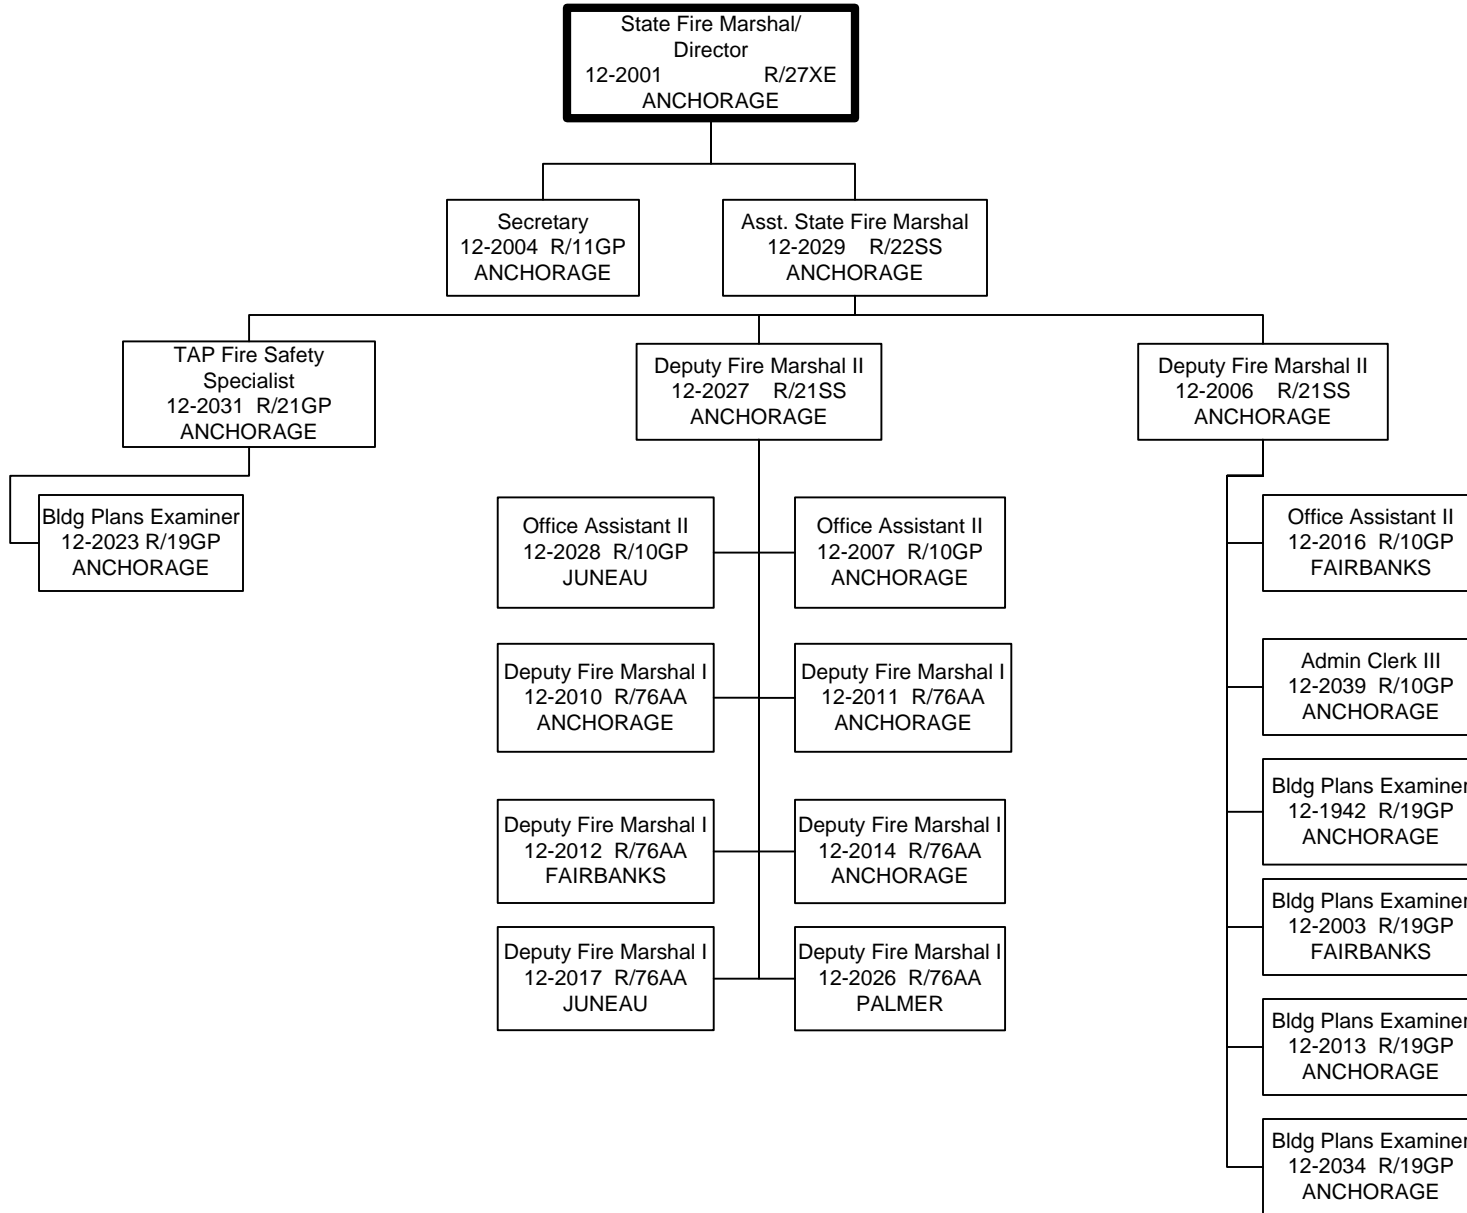 State Fire Marshal/
Director
12-2001 R/27XE
ANCHORAGE
Secretary
12-2004 R/11GP
ANCHORAGE
Asst. State Fire Marshal
12-2029 R/22SS
ANCHORAGE
TAP Fire Safety
Specialist
12-2031 R/21GP
ANCHORAGE
Deputy Fire Marshal II
12-2027 R/21SS
ANCHORAGE
Deputy Fire Marshal II
12-2006 R/21SS
ANCHORAGE
Bldg Plans Examiner
12-2023 R/19GP
ANCHORAGE
Office Assistant II
12-2028 R/10GP
JUNEAU
Office Assistant II
12-2007 R/10GP
ANCHORAGE
Deputy Fire Marshal I
12-2010 R/76AA
ANCHORAGE
Deputy Fire Marshal I
12-2011 R/76AA
ANCHORAGE
Deputy Fire Marshal I
12-2012 R/76AA
FAIRBANKS
Deputy Fire Marshal I
12-2014 R/76AA
ANCHORAGE
Deputy Fire Marshal I
12-2017 R/76AA
JUNEAU
Deputy Fire Marshal I
12-2026 R/76AA
PALMER
Office Assistant II
12-2016 R/10GP
FAIRBANKS
Admin Clerk III
12-2039 R/10GP
ANCHORAGE
Bldg Plans Examiner
12-1942 R/19GP
ANCHORAGE
Bldg Plans Examiner
12-2003 R/19GP
FAIRBANKS
Bldg Plans Examiner
12-2013 R/19GP
ANCHORAGE
Bldg Plans Examiner
12-2034 R/19GP
ANCHORAGE